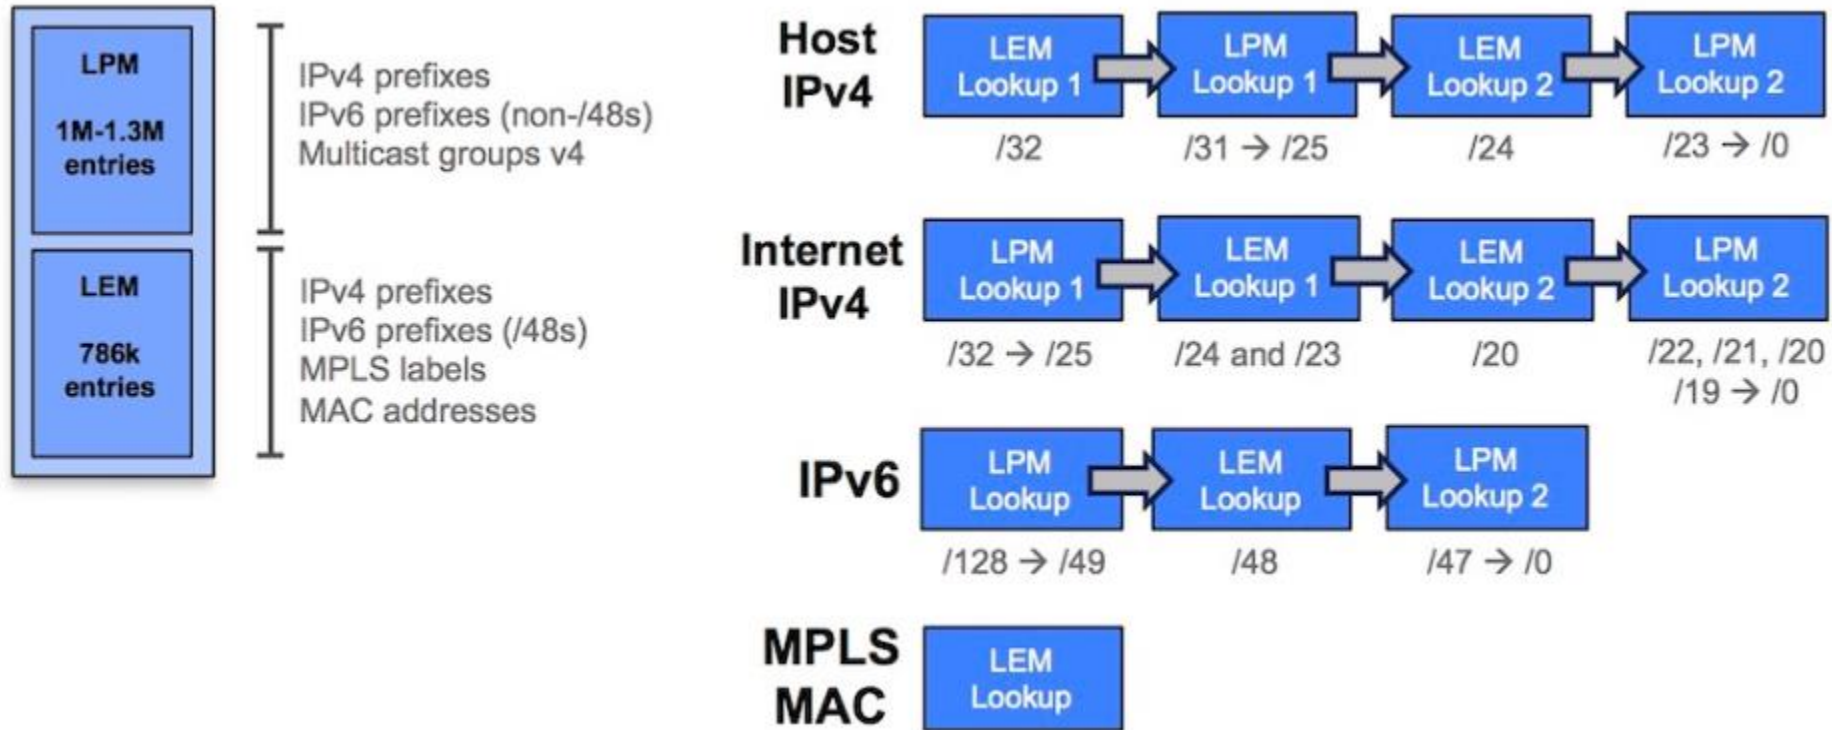 LPM
1M-1.3M
entries
IPv4 prefixes
IPv6 prefixes (non-/48s)
Multicast groups v4
LEM
786k
entries
IPv4 prefixes
IPv6 prefixes (/48s)
MPLS labels
MAC addresses
Host
IPv4
LEM
Lookup 1
LPM
Lookup 1
LEM
Lookup 2
LPM
Lookup 2
/32
/31 → /25
/24
/23 → /0
Internet
IPv4
LPM
Lookup 1
LEM
Lookup 1
LEM
Lookup 2
LPM
Lookup 2
/32 → /25
/24 and /23
/20
/22, /21, /20
/19 → /0
IPv6
LPM
Lookup
LEM
Lookup
LPM
Lookup 2
/128 → /49
/48
/47 → /0
MPLS
MAC
LEM
Lookup